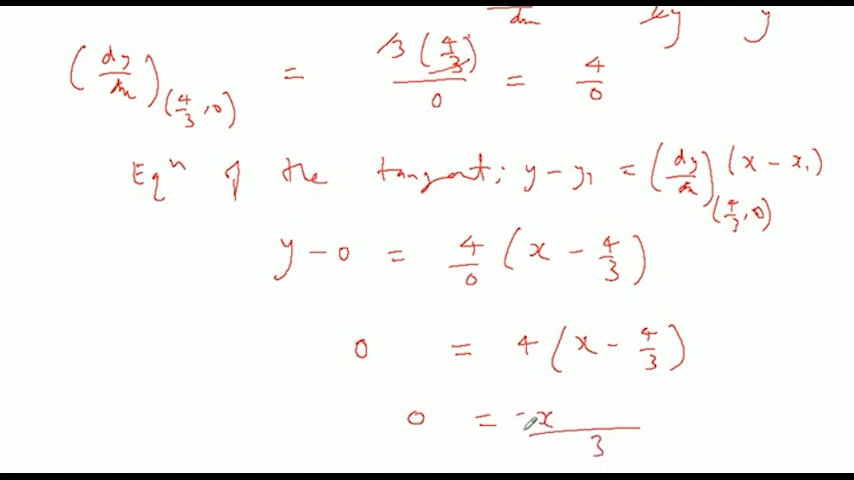 dx y y
(dy/dx)(4/3, 0) = 3(4/3)/0 = 4/0
Eqn of the tangent; y - y1 = (dy/dx)(4/3, 0) (x - x1)
y - 0 = 4/0 (x - 4/3)
0 = 4 (x - 4/3)
0 = x/3